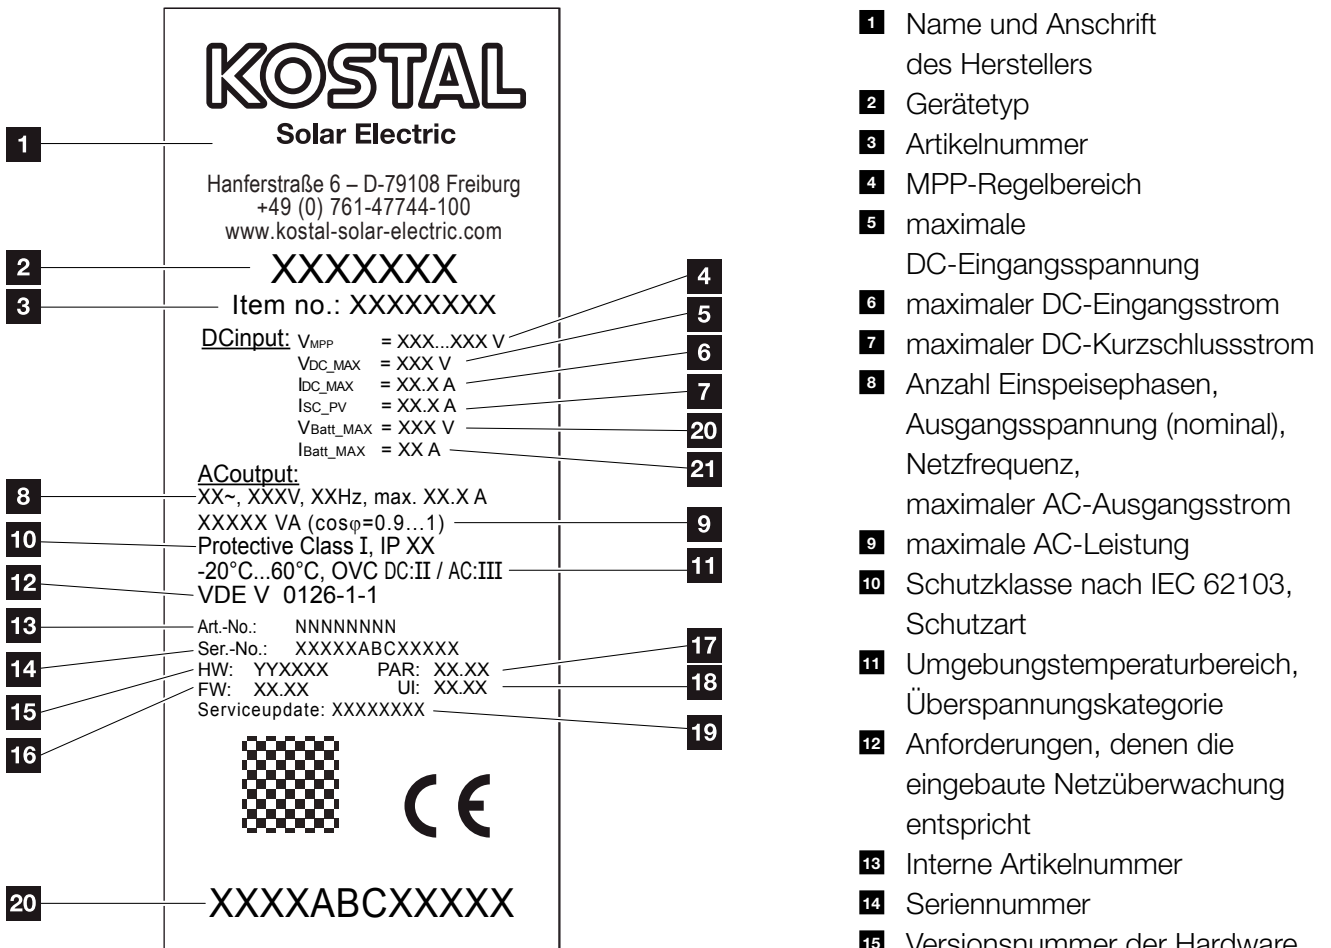 KOSTAL
Solar Electric
1
Hanferstraße 6 – D-79108 Freiburg
+49 (0) 761-47744-100
www.kostal-solar-electric.com
2 XXXXXXX
3 Item no.: XXXXXXXX
DCinput: VMPP = XXX...XXX V 4
VDC_MAX = XXX V 5
IDC_MAX = XX.X A 6
ISC_PV = XX.X A 7
VBatt_MAX = XXX V 20
IBatt_MAX = XX A 21
ACoutput:
8 XX~, XXXV, XXHz, max. XX.X A
XXXXX VA (cosφ=0.9...1) 9
10 Protective Class I, IP XX
-20°C...60°C, OVC DC:II / AC:III 11
12 VDE V 0126-1-1
13 Art.-No.: NNNNNNNN
14 Ser.-No.: XXXXXABCXXXXX
15 HW: YYXXXX PAR: XX.XX 17
16 FW: XX.XX UI: XX.XX 18
Serviceupdate: XXXXXXXX 19
CE
20 XXXXABCXXXXX
1 Name und Anschrift
des Herstellers
2 Gerätetyp
3 Artikelnummer
4 MPP-Regelbereich
5 maximale
DC-Eingangsspannung
6 maximaler DC-Eingangsstrom
7 maximaler DC-Kurzschlussstrom
8 Anzahl Einspeisephasen,
Ausgangsspannung (nominal),
Netzfrequenz,
maximaler AC-Ausgangsstrom
9 maximale AC-Leistung
10 Schutzklasse nach IEC 62103,
Schutzart
11 Umgebungstemperaturbereich,
Überspannungskategorie
12 Anforderungen, denen die
eingebaute Netzüberwachung
entspricht
13 Interne Artikelnummer
14 Seriennummer
15 Versionsnummer der Hardware